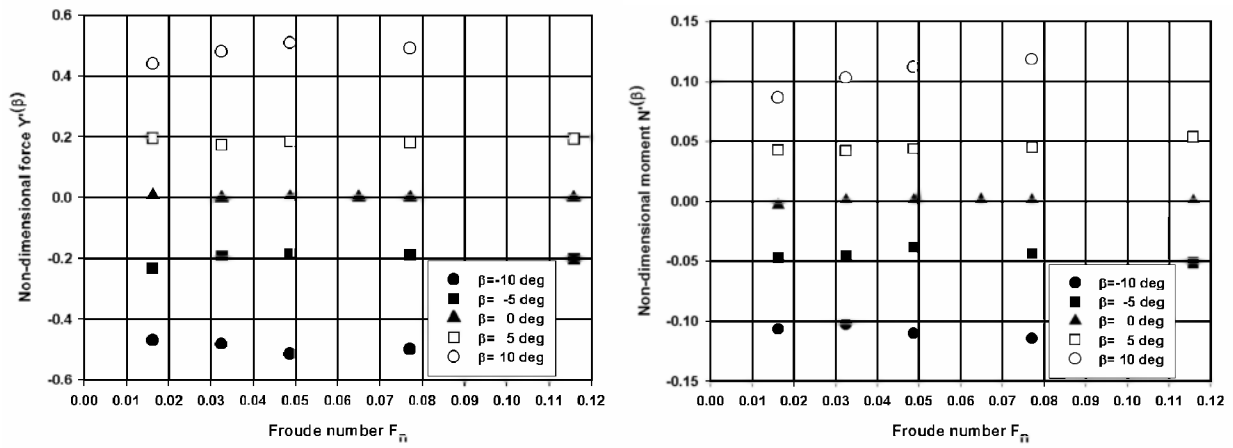 Non-dimensional force Y'(β)
0.6
0.4
0.2
0.0
-0.2
-0.4
-0.6
β=-10 deg
β= -5 deg
β= 0 deg
β= 5 deg
β= 10 deg
0.00 0.01 0.02 0.03 0.04 0.05 0.06 0.07 0.08 0.09 0.10 0.11 0.12
Froude number Fn
Non-dimensional moment N'(β)
0.15
0.10
0.05
0.00
-0.05
-0.10
-0.15
β=-10 deg
β= -5 deg
β= 0 deg
β= 5 deg
β= 10 deg
0.00 0.01 0.02 0.03 0.04 0.05 0.06 0.07 0.08 0.09 0.10 0.11 0.12
Froude number Fn